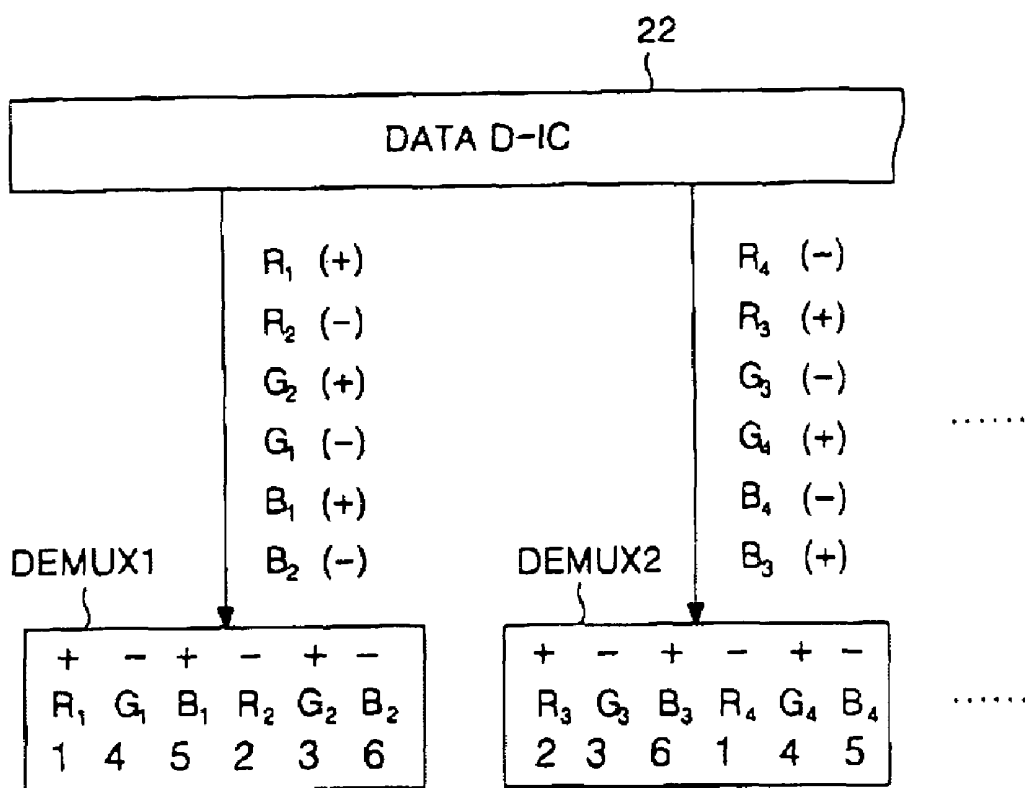 22
DATA D-IC
R₁ (+)
R₂ (-)
G₂ (+)
G₁ (-)
B₁ (+)
B₂ (-)
R₄ (-)
R₃ (+)
G₃ (-)
G₄ (+)
B₄ (-)
B₃ (+)
......
DEMUX1
+ - + - + -
R₁ G₁ B₁ R₂ G₂ B₂
1 4 5 2 3 6
DEMUX2
+ - + - + -
R₃ G₃ B₃ R₄ G₄ B₄
2 3 6 1 4 5
......